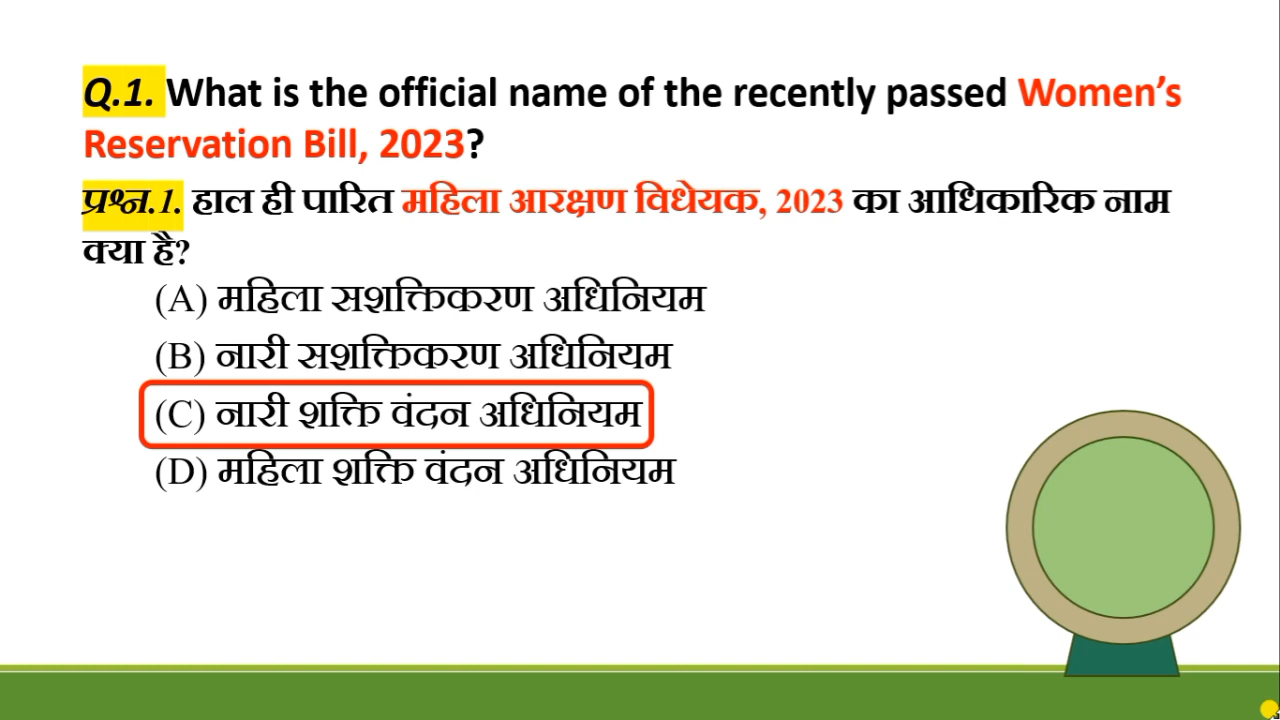 Q.1. What is the official name of the recently passed Women’s
Reservation Bill, 2023?
प्रश्न.1. हाल ही पारित महिला आरक्षण विधेयक, 2023 का आधिकारिक नाम
क्या है?
(A) महिला सशक्तिकरण अधिनियम
(B) नारी सशक्तिकरण अधिनियम
(C) नारी शक्ति वंदन अधिनियम
(D) महिला शक्ति वंदन अधिनियम